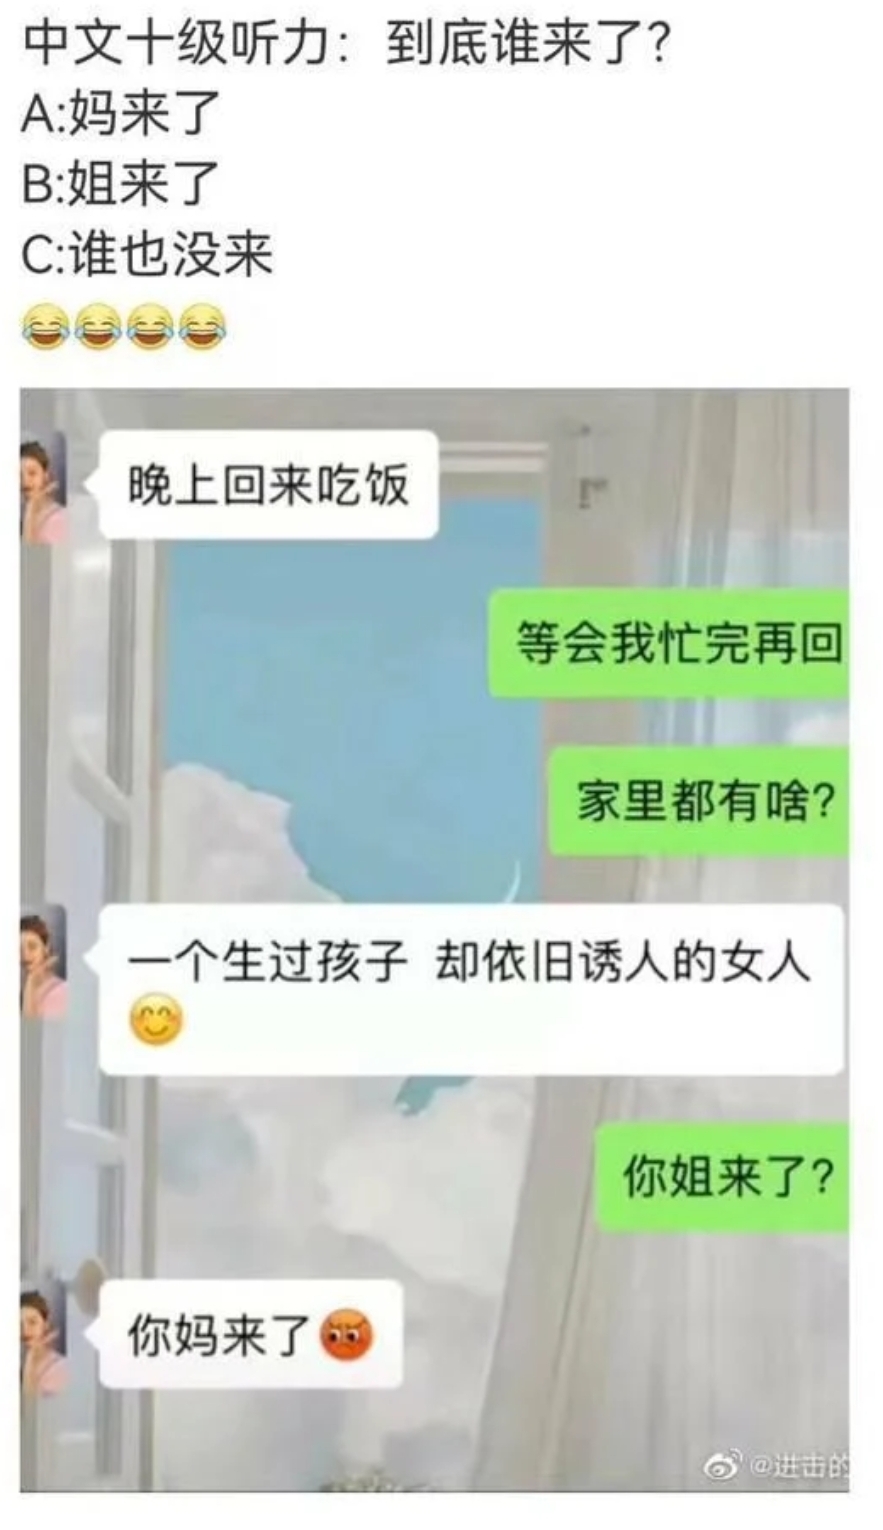 中文十级听力：到底谁来了？
A:妈来了
B:姐来了
C:谁也没来
😂😂😂😂
晚上回来吃饭
等会我忙完再回
家里都有啥?
一个生过孩子 却依旧诱人的女人
😊
你姐来了?
你妈来了😡
@进击的